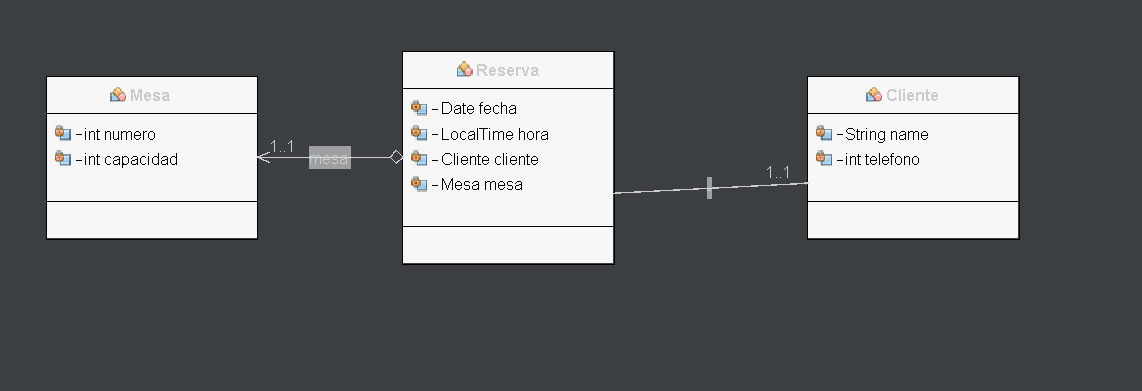 Mesa
-int numero
-int capacidad
1..1
mesa
Reserva
-Date fecha
-LocalTime hora
-Cliente cliente
-Mesa mesa
1..1
Cliente
-String name
-int telefono